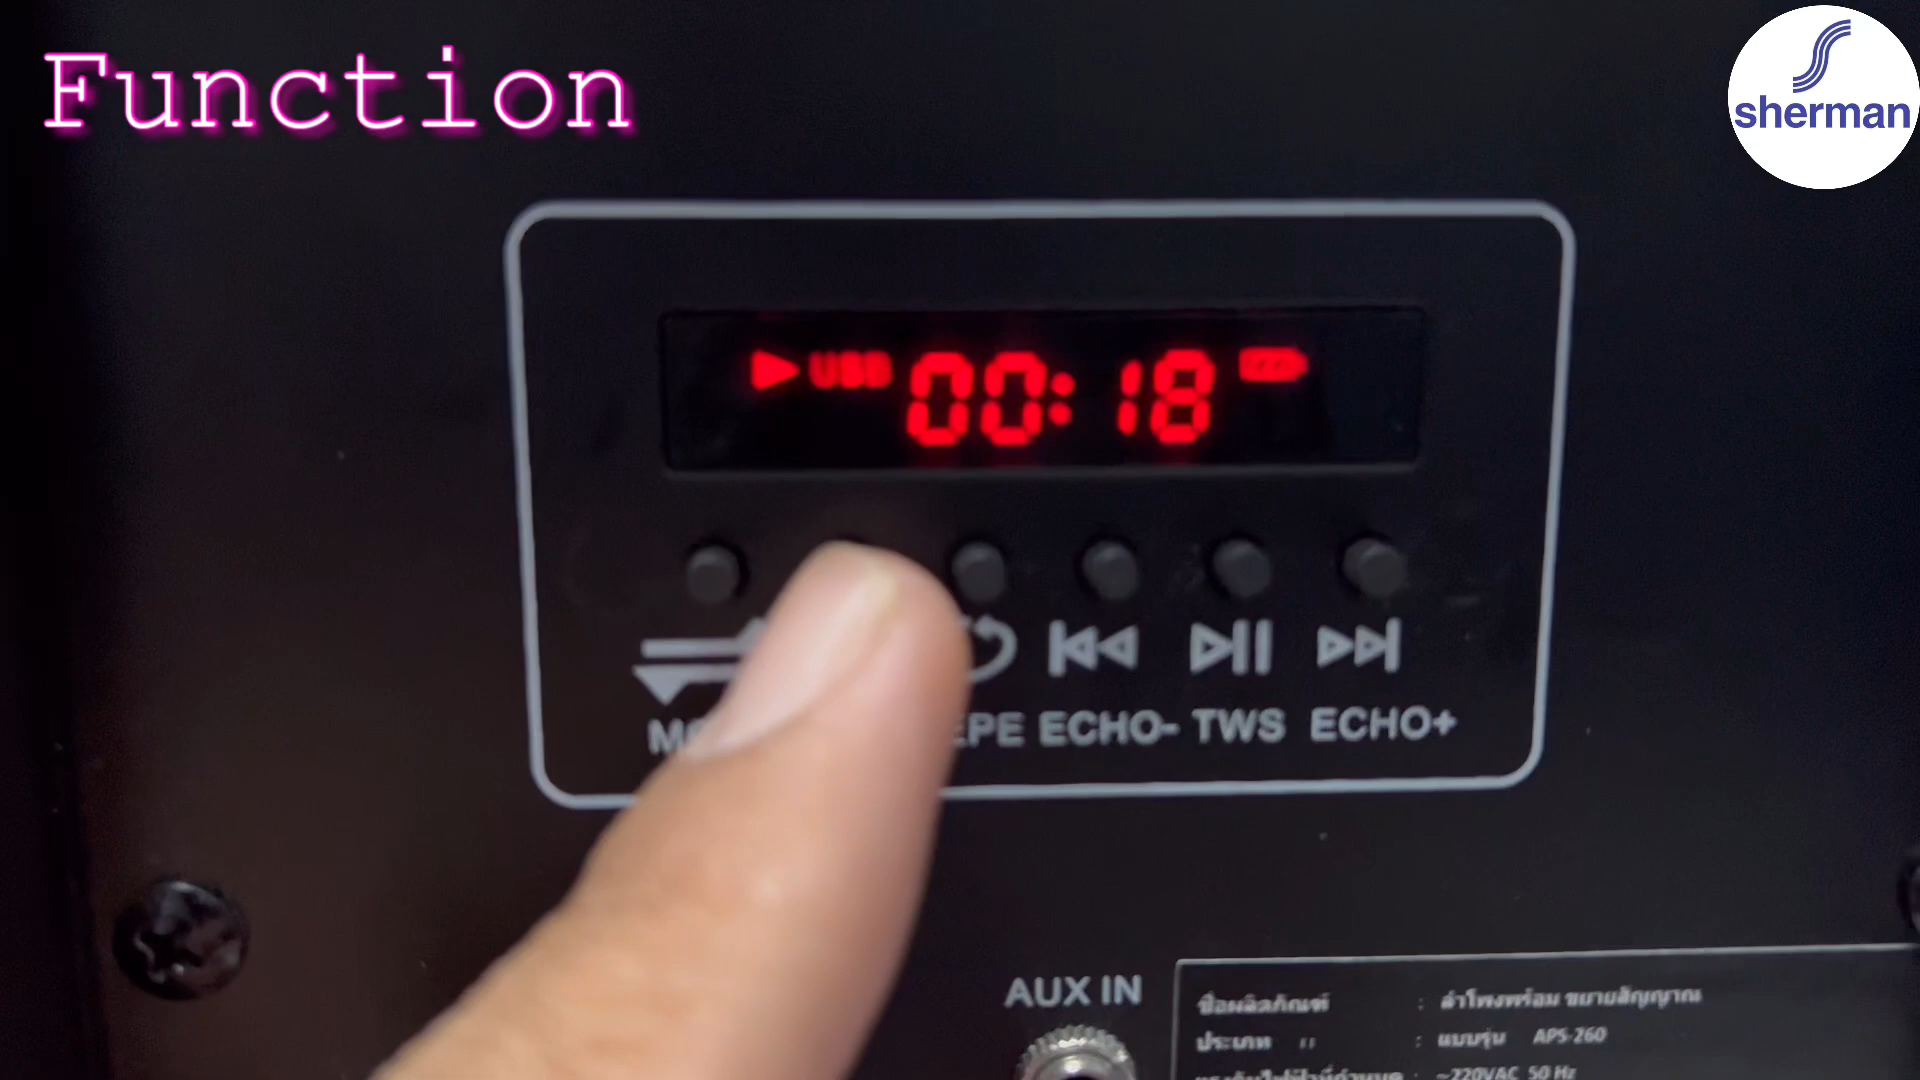 Function
sherman
USB 00:18
ECHO- TWS ECHO+
AUX IN
ชื่อผลิตภัณฑ์ : ลำโพงพร้อม ขยายสัญญาณ
ประเภท " : แบบรุ่น APS-260
: ~220VAC 50 Hz